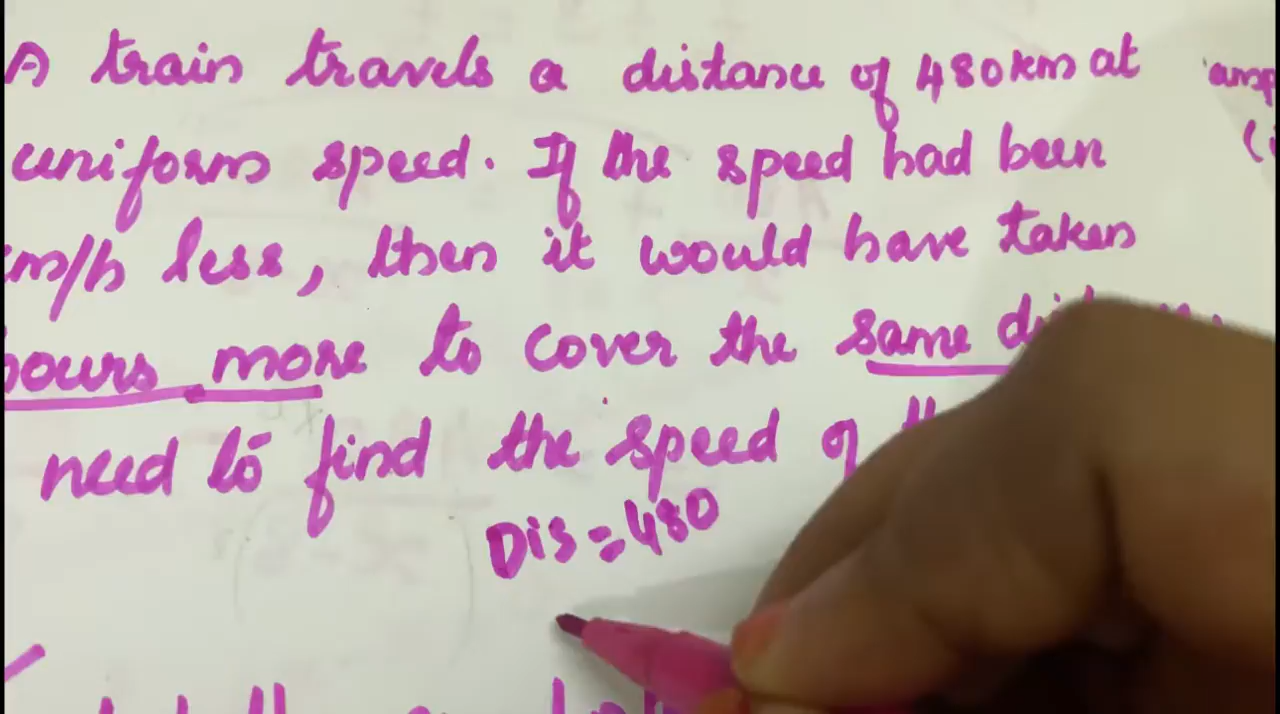 A train travels a distance of 480km at
uniform speed. If the speed had been
km/h less, then it would have taken
hours more to cover the same
need to find the speed of
Dis = 480